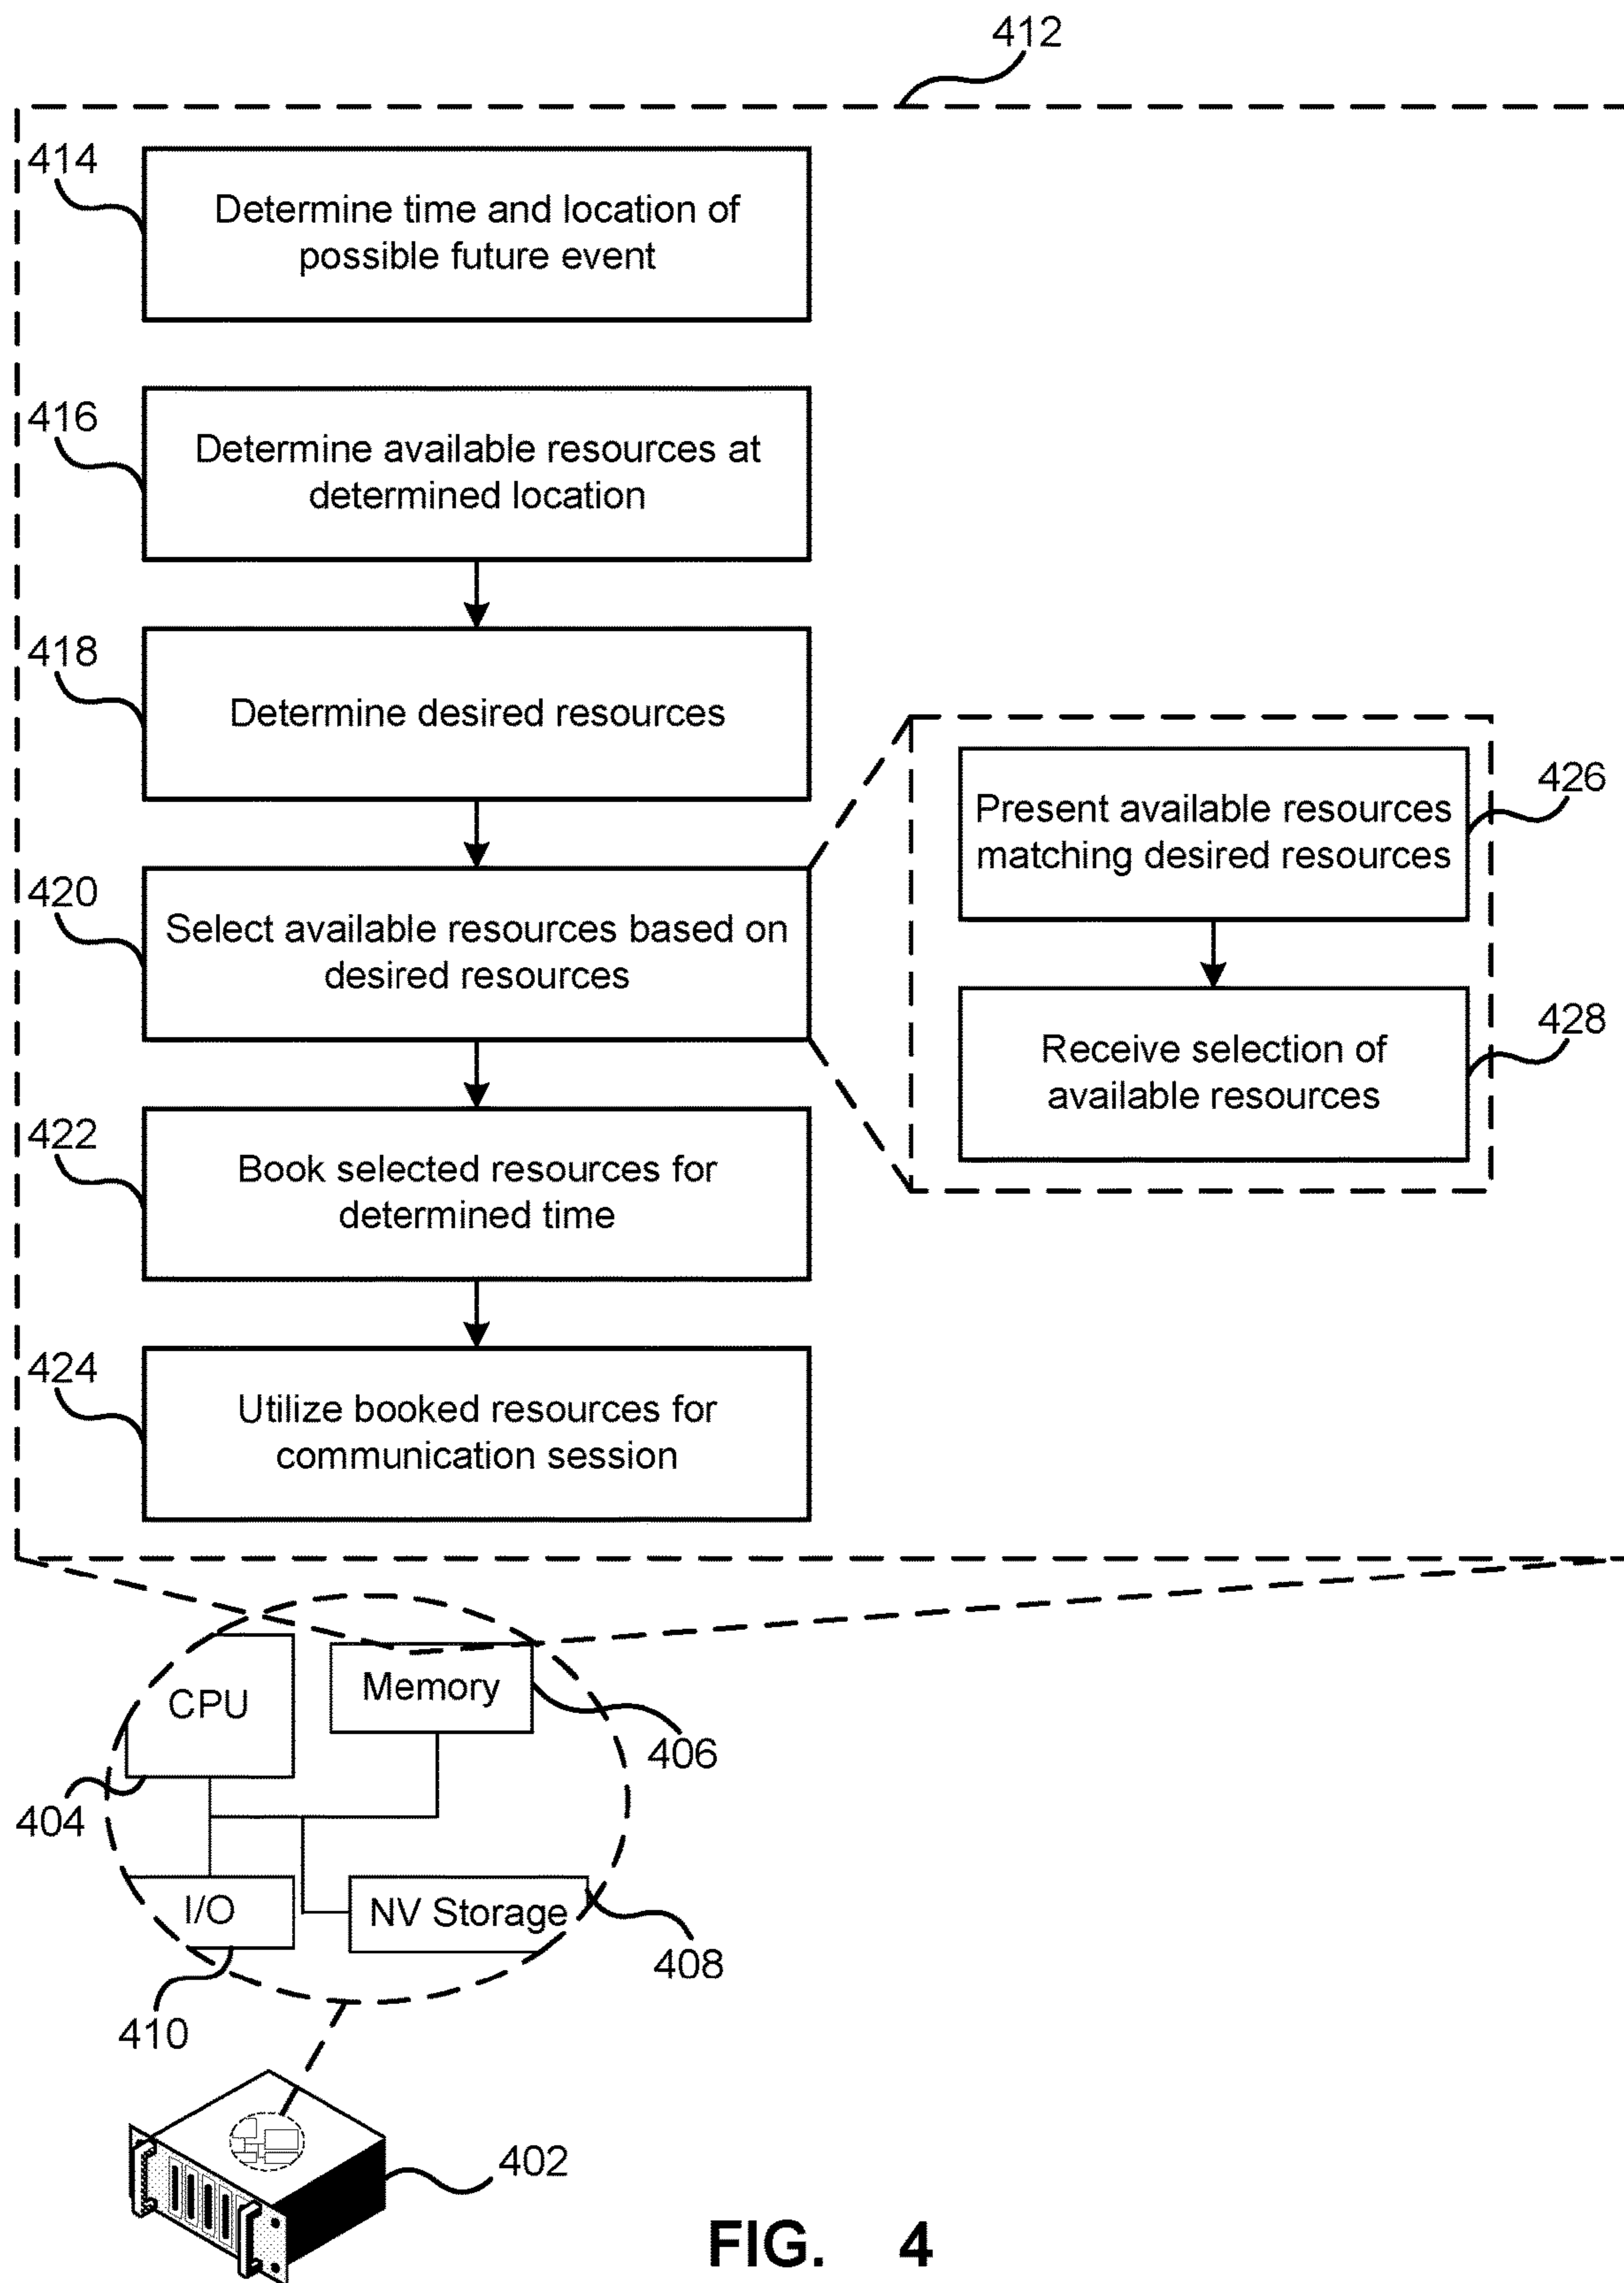 412
414
Determine time and location of
possible future event
416
Determine available resources at
determined location
418
Determine desired resources
420
Select available resources based on
desired resources
426
Present available resources
matching desired resources
428
Receive selection of
available resources
422
Book selected resources for
determined time
424
Utilize booked resources for
communication session
CPU
Memory
406
404
I/O
NV Storage
408
410
402
FIG. 4